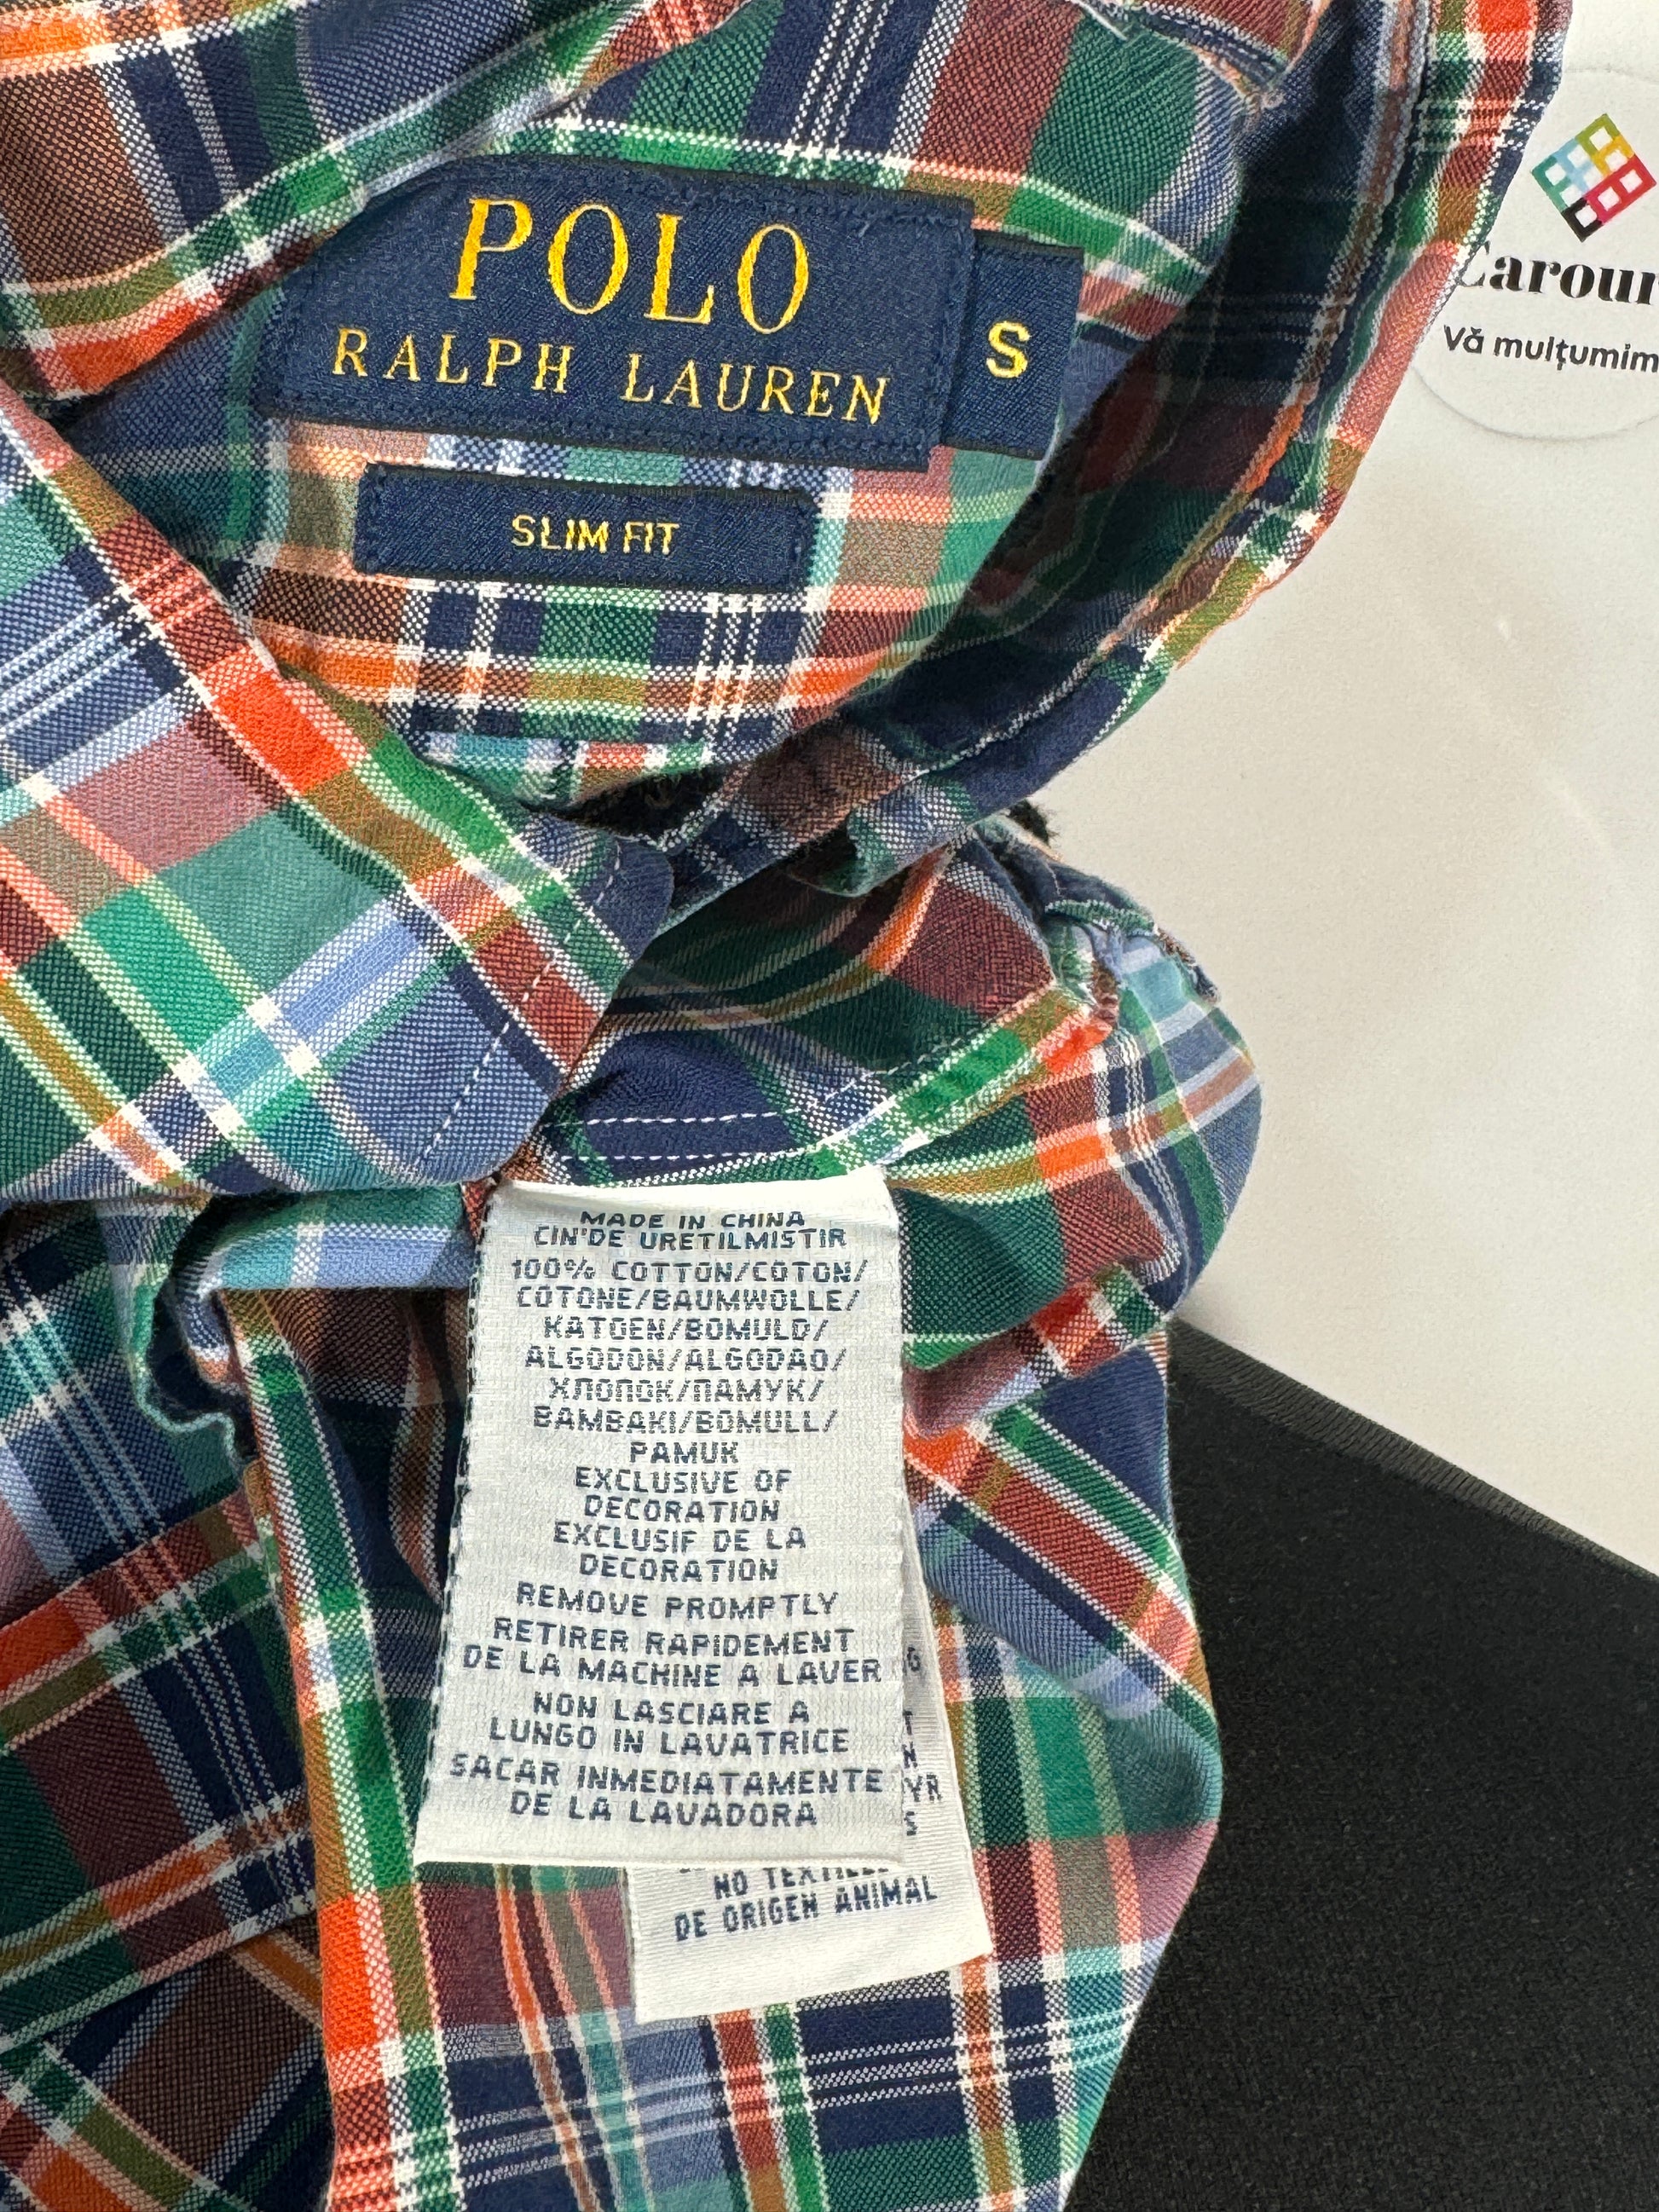 POLO
RALPH LAUREN
S
SLIM FIT
Vă mulțumim
MADE IN CHINA
CIN'DE URETILMISTIR
100% COTTON/COTON/
COTONE/BAUMWOLLE/
KATOEN/BOMULD/
ALGODON/ALGODAO/
ХЛОПОК/ПАМУК/
BAMBAKI/BOMULL/
PAMUK
EXCLUSIVE OF
DECORATION
EXCLUSIF DE LA
DECORATION
REMOVE PROMPTLY
RETIRER RAPIDEMENT
DE LA MACHINE A LAVER
NON LASCIARE A
LUNGO IN LAVATRICE
SACAR INMEDIATAMENTE
DE LA LAVADORA
NO
DE ORIGEN ANIMAL